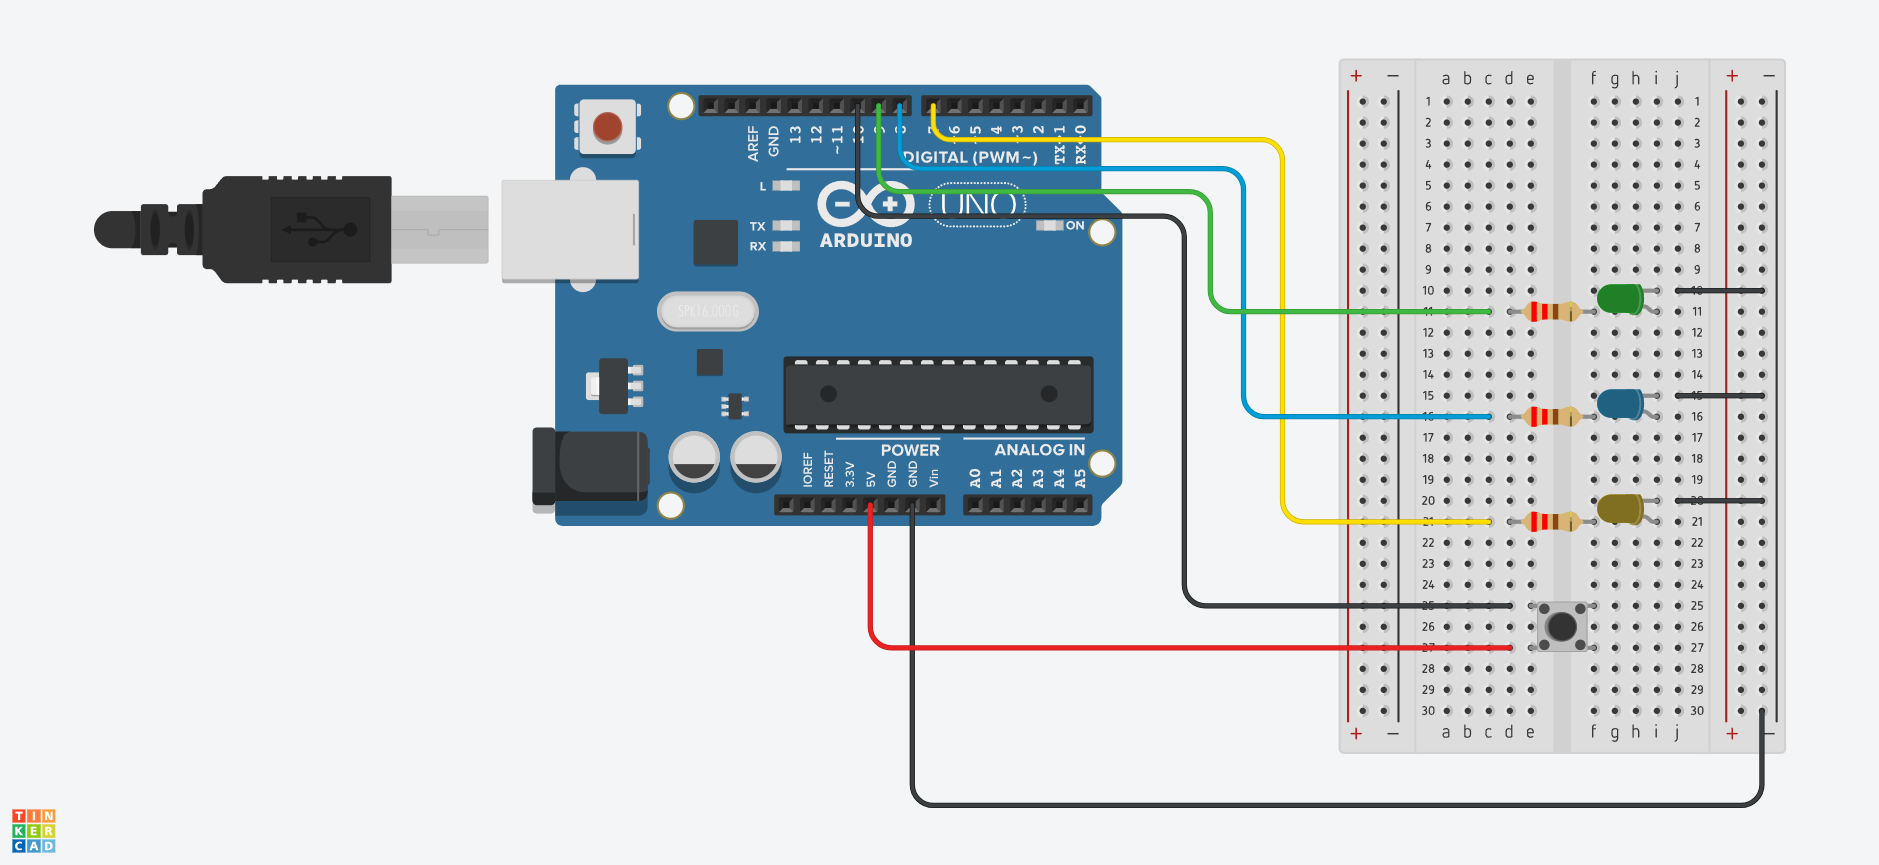 + − a b c d e f g h i j + −
1 1
2 2
3 3
4 4
5 5
6 6
7 7
8 8
9 9
10 10
11 11
12 12
13 13
14 14
15 15
16 16
17 17
18 18
19 19
20 20
21 21
22 22
23 23
24 24
25 25
26 26
27 27
28 28
29 29
30 30
+ − a b c d e f g h i j + −
AREF
GND
13
12
~11
10
9
8
7
~6
~5
4
~3
2
TX→1
RX←0
DIGITAL (PWM~)
L
TX
RX
UNO
ARDUINO
ON
SPK16.000G
POWER
ANALOG IN
IOREF
RESET
3.3V
5V
GND
GND
Vin
A0
A1
A2
A3
A4
A5
TIN
KER
CAD